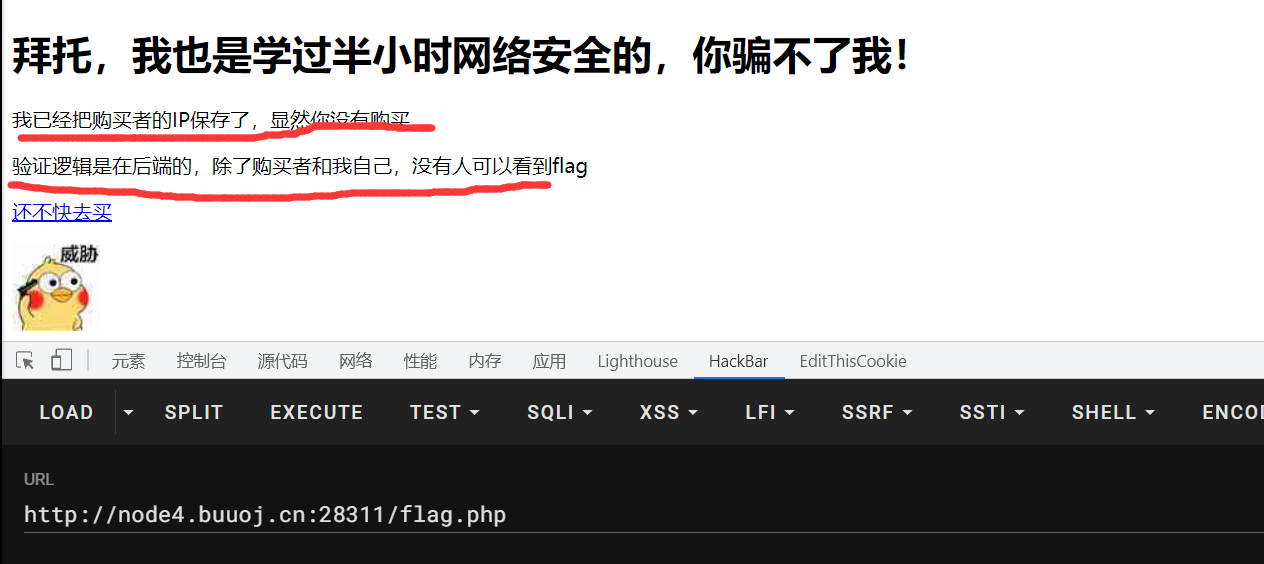 拜托，我也是学过半小时网络安全的，你骗不了我！
我已经把购买者的IP保存了，显然你没有购买
验证逻辑是在后端的，除了购买者和我自己，没有人可以看到flag
还不快去买
威胁
元素 控制台 源代码 网络 性能 内存 应用 Lighthouse HackBar EditThisCookie
LOAD SPLIT EXECUTE TEST SQLI XSS LFI SSRF SSTI SHELL ENCOD
URL
http://node4.buuoj.cn:28311/flag.php